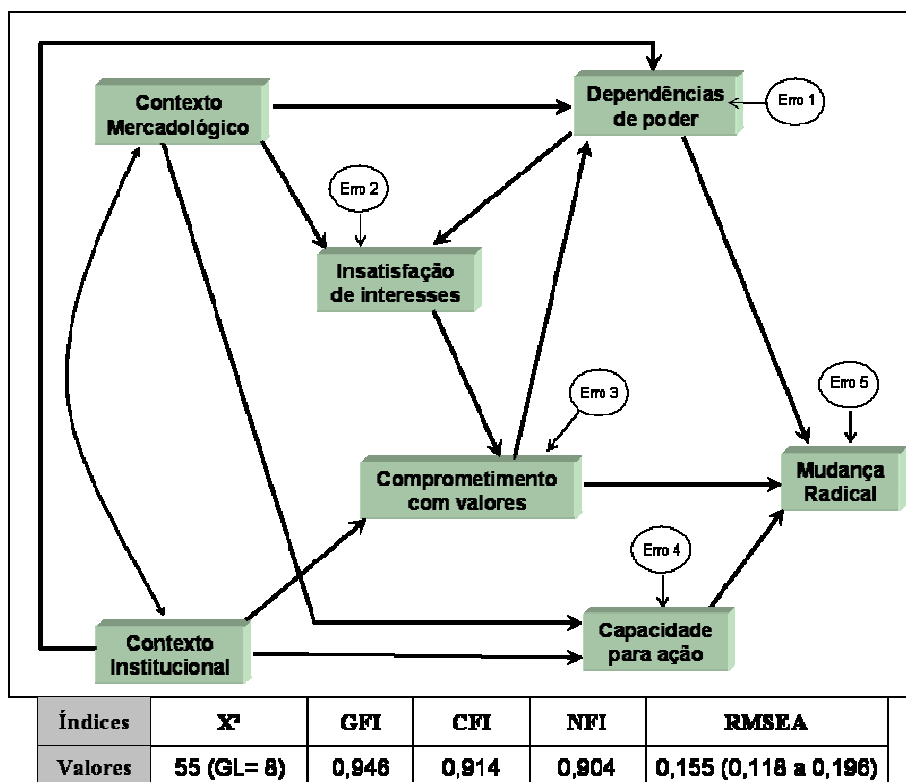 Contexto
Mercadológico
Dependências
de poder
Erro 1
Erro 2
Insatisfação
de interesses
Erro 3
Erro 5
Comprometimento
com valores
Mudança
Radical
Erro 4
Contexto
Institucional
Capacidade
para ação
Índices X² GFI CFI NFI RMSEA
Valores 55 (GL= 8) 0,946 0,914 0,904 0,155 (0,118 a 0,196)